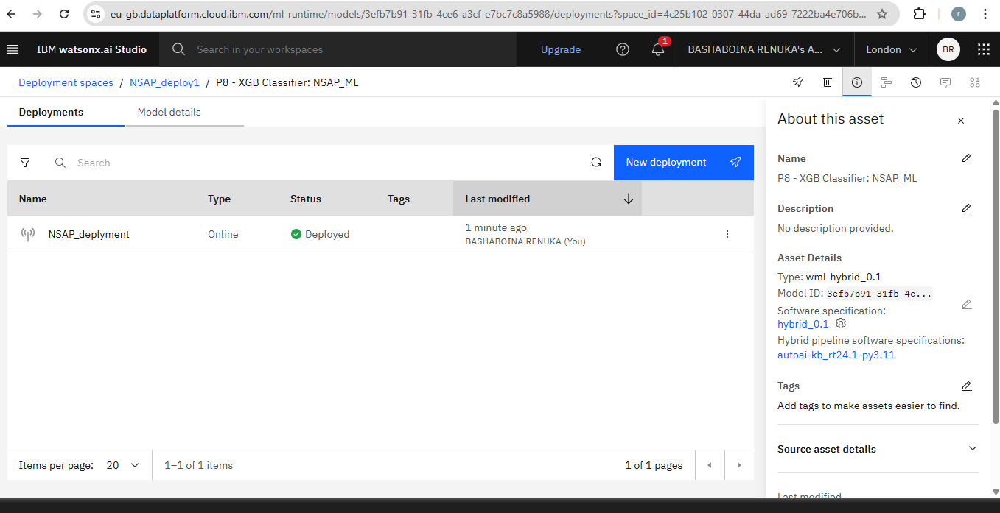 eu-gb.dataplatform.cloud.ibm.com/ml-runtime/models/3efb7b91-31fb-4ce6-a3cf-e7bc7c8a5988/deployments?space_id=4c25b102-0307-44da-ad69-7222ba4e706b...
r
IBM watsonx.ai Studio
Search in your workspaces
Upgrade
1
BASHABOINA RENUKA's A...
London
BR
Deployment spaces / NSAP_deploy1 / P8 - XGB Classifier: NSAP_ML
Deployments
Model details
Search
New deployment
Name Type Status Tags Last modified
NSAP_deplyment Online Deployed 1 minute ago
BASHABOINA RENUKA (You)
Items per page: 20 1–1 of 1 items 1 of 1 pages
About this asset
Name
P8 - XGB Classifier: NSAP_ML
Description
No description provided.
Asset Details
Type: wml-hybrid_0.1
Model ID: 3efb7b91-31fb-4c...
Software specification:
hybrid_0.1
Hybrid pipeline software specifications:
autoai-kb_rt24.1-py3.11
Tags
Add tags to make assets easier to find.
Source asset details
Last modified